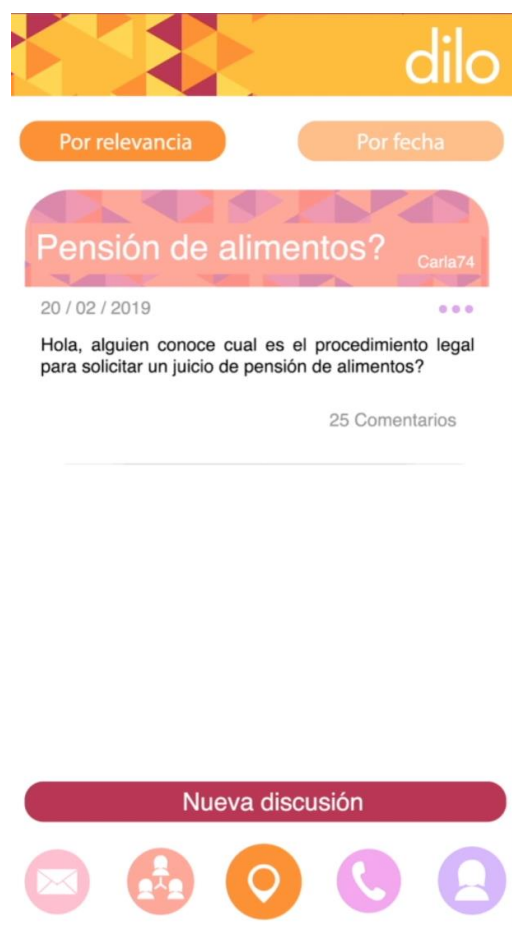 dilo
Por relevancia
Por fecha
Pensión de alimentos?
Carla74
20 / 02 / 2019
Hola, alguien conoce cual es el procedimiento legal
para solicitar un juicio de pensión de alimentos?
25 Comentarios
Nueva discusión